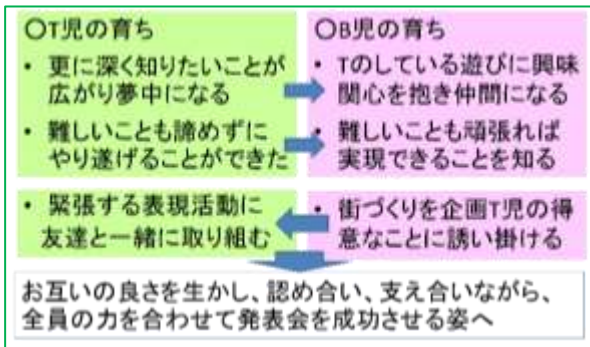 〇T児の育ち
• 更に深く知りたいことが
広がり夢中になる
• 難しいことも諦めずに
やり遂げることができた
• 緊張する表現活動に
友達と一緒に取り組む
〇B児の育ち
• Tのしている遊びに興味
関心を抱き仲間になる
• 難しいことも頑張れば
実現できることを知る
• 街づくりを企画T児の得
意なことに誘い掛ける
お互いの良さを生かし、認め合い、支え合いながら、
全員の力を合わせて発表会を成功させる姿へ